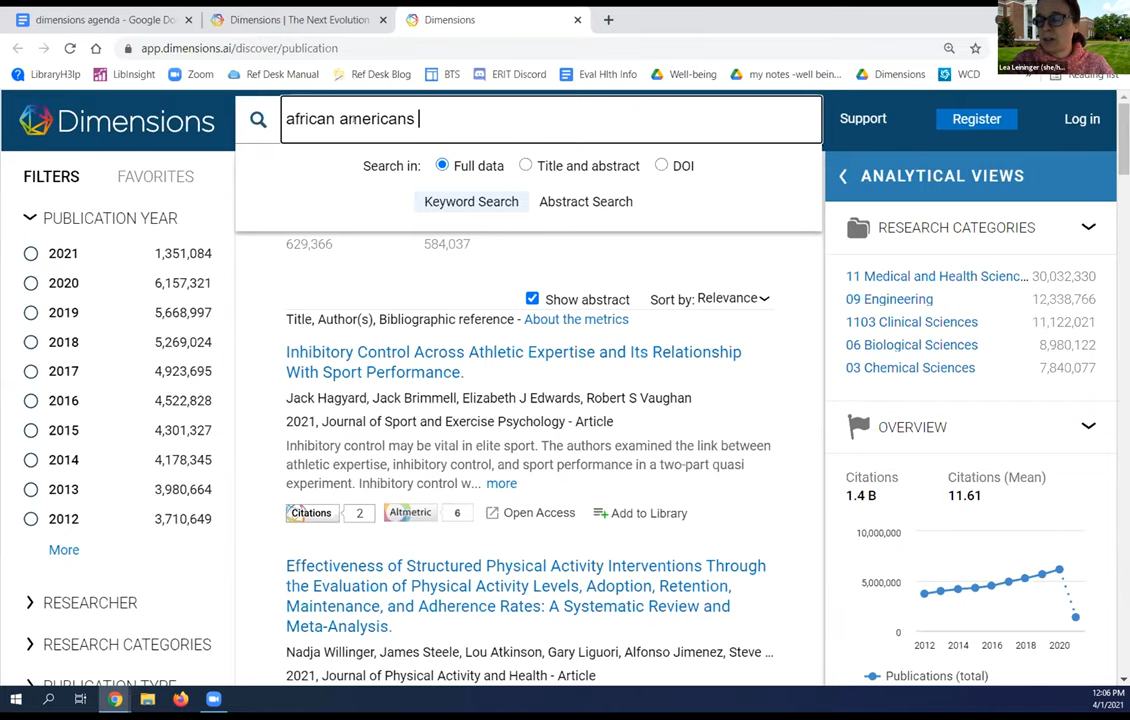 dimensions agenda - Google Do
Dimensions | The Next Evolution
Dimensions
app.dimensions.ai/discover/publication
LibraryH3lp
LibInsight
Zoom
Ref Desk Manual
Ref Desk Blog
BTS
ERIT Discord
Eval Hlth Info
Well-being
my notes -well bein...
Dimensions
WCD
Reading list
Lea Leininger (she/h...
Dimensions
african americans
Support
Register
Log in
Search in:
Full data
Title and abstract
DOI
Keyword Search
Abstract Search
FILTERS
FAVORITES
PUBLICATION YEAR
2021 1,351,084
2020 6,157,321
2019 5,668,997
2018 5,269,024
2017 4,923,695
2016 4,522,828
2015 4,301,327
2014 4,178,345
2013 3,980,664
2012 3,710,649
More
RESEARCHER
RESEARCH CATEGORIES
629,366 584,037
Show abstract
Sort by: Relevance
Title, Author(s), Bibliographic reference - About the metrics
Inhibitory Control Across Athletic Expertise and Its Relationship
With Sport Performance.
Jack Hagyard, Jack Brimmell, Elizabeth J Edwards, Robert S Vaughan
2021, Journal of Sport and Exercise Psychology - Article
Inhibitory control may be vital in elite sport. The authors examined the link between
athletic expertise, inhibitory control, and sport performance in a two-part quasi
experiment. Inhibitory control w... more
Citations 2
Altmetric 6
Open Access
Add to Library
Effectiveness of Structured Physical Activity Interventions Through
the Evaluation of Physical Activity Levels, Adoption, Retention,
Maintenance, and Adherence Rates: A Systematic Review and
Meta-Analysis.
Nadja Willinger, James Steele, Lou Atkinson, Gary Liguori, Alfonso Jimenez, Steve ...
2021, Journal of Physical Activity and Health - Article
ANALYTICAL VIEWS
RESEARCH CATEGORIES
11 Medical and Health Scienc... 30,032,330
09 Engineering 12,338,766
1103 Clinical Sciences 11,122,021
06 Biological Sciences 8,980,122
03 Chemical Sciences 7,840,077
OVERVIEW
Citations
1.4 B
Citations (Mean)
11.61
10,000,000
5,000,000
0
2012 2014 2016 2018 2020
Publications (total)
12:06 PM
4/1/2021